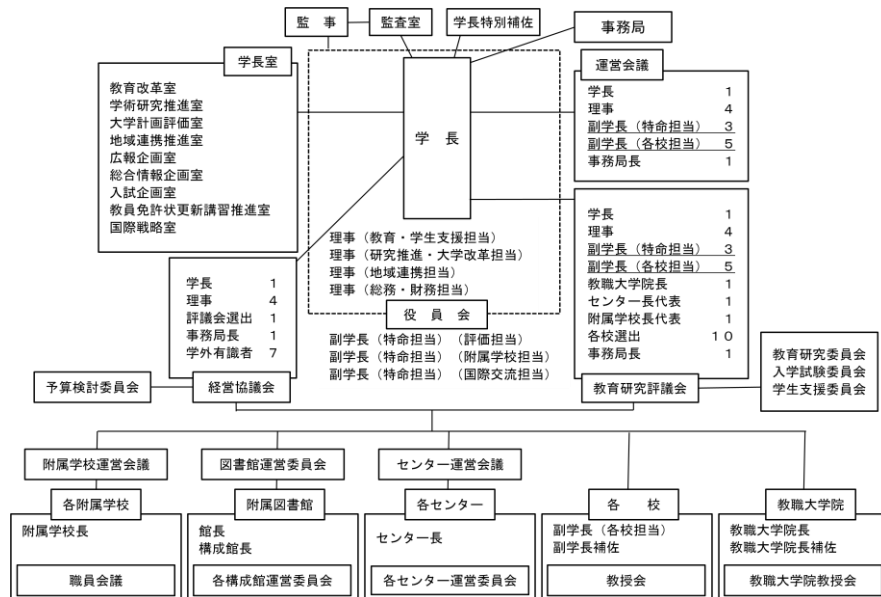 監　事
監査室
学長特別補佐
事務局
学長室
教育改革室
学術研究推進室
大学計画評価室
地域連携推進室
広報企画室
総合情報企画室
入試企画室
教員免許状更新講習推進室
国際戦略室
学　長
運営会議
学長　1
理事　4
副学長（特命担当）　3
副学長（各校担当）　5
事務局長　1
理事（教育・学生支援担当）
理事（研究推進・大学改革担当）
理事（地域連携担当）
理事（総務・財務担当）
役　員　会
副学長（特命担当）（評価担当）
副学長（特命担当）（附属学校担当）
副学長（特命担当）（国際交流担当）
学長　1
理事　4
評議会選出　1
事務局長　1
学外有識者　7
予算検討委員会
経営協議会
学長　1
理事　4
副学長（特命担当）　3
副学長（各校担当）　5
教職大学院長　1
センター長代表　1
附属学校長代表　1
各校選出　10
事務局長　1
教育研究評議会
教育研究委員会
入学試験委員会
学生支援委員会
附属学校運営会議
図書館運営委員会
センター運営会議
各附属学校
附属学校長
職員会議
附属図書館
館長
構成館長
各構成館運営委員会
各センター
センター長
各センター運営委員会
各　校
副学長（各校担当）
副学長補佐
教授会
教職大学院
教職大学院長
教職大学院長補佐
教職大学院教授会